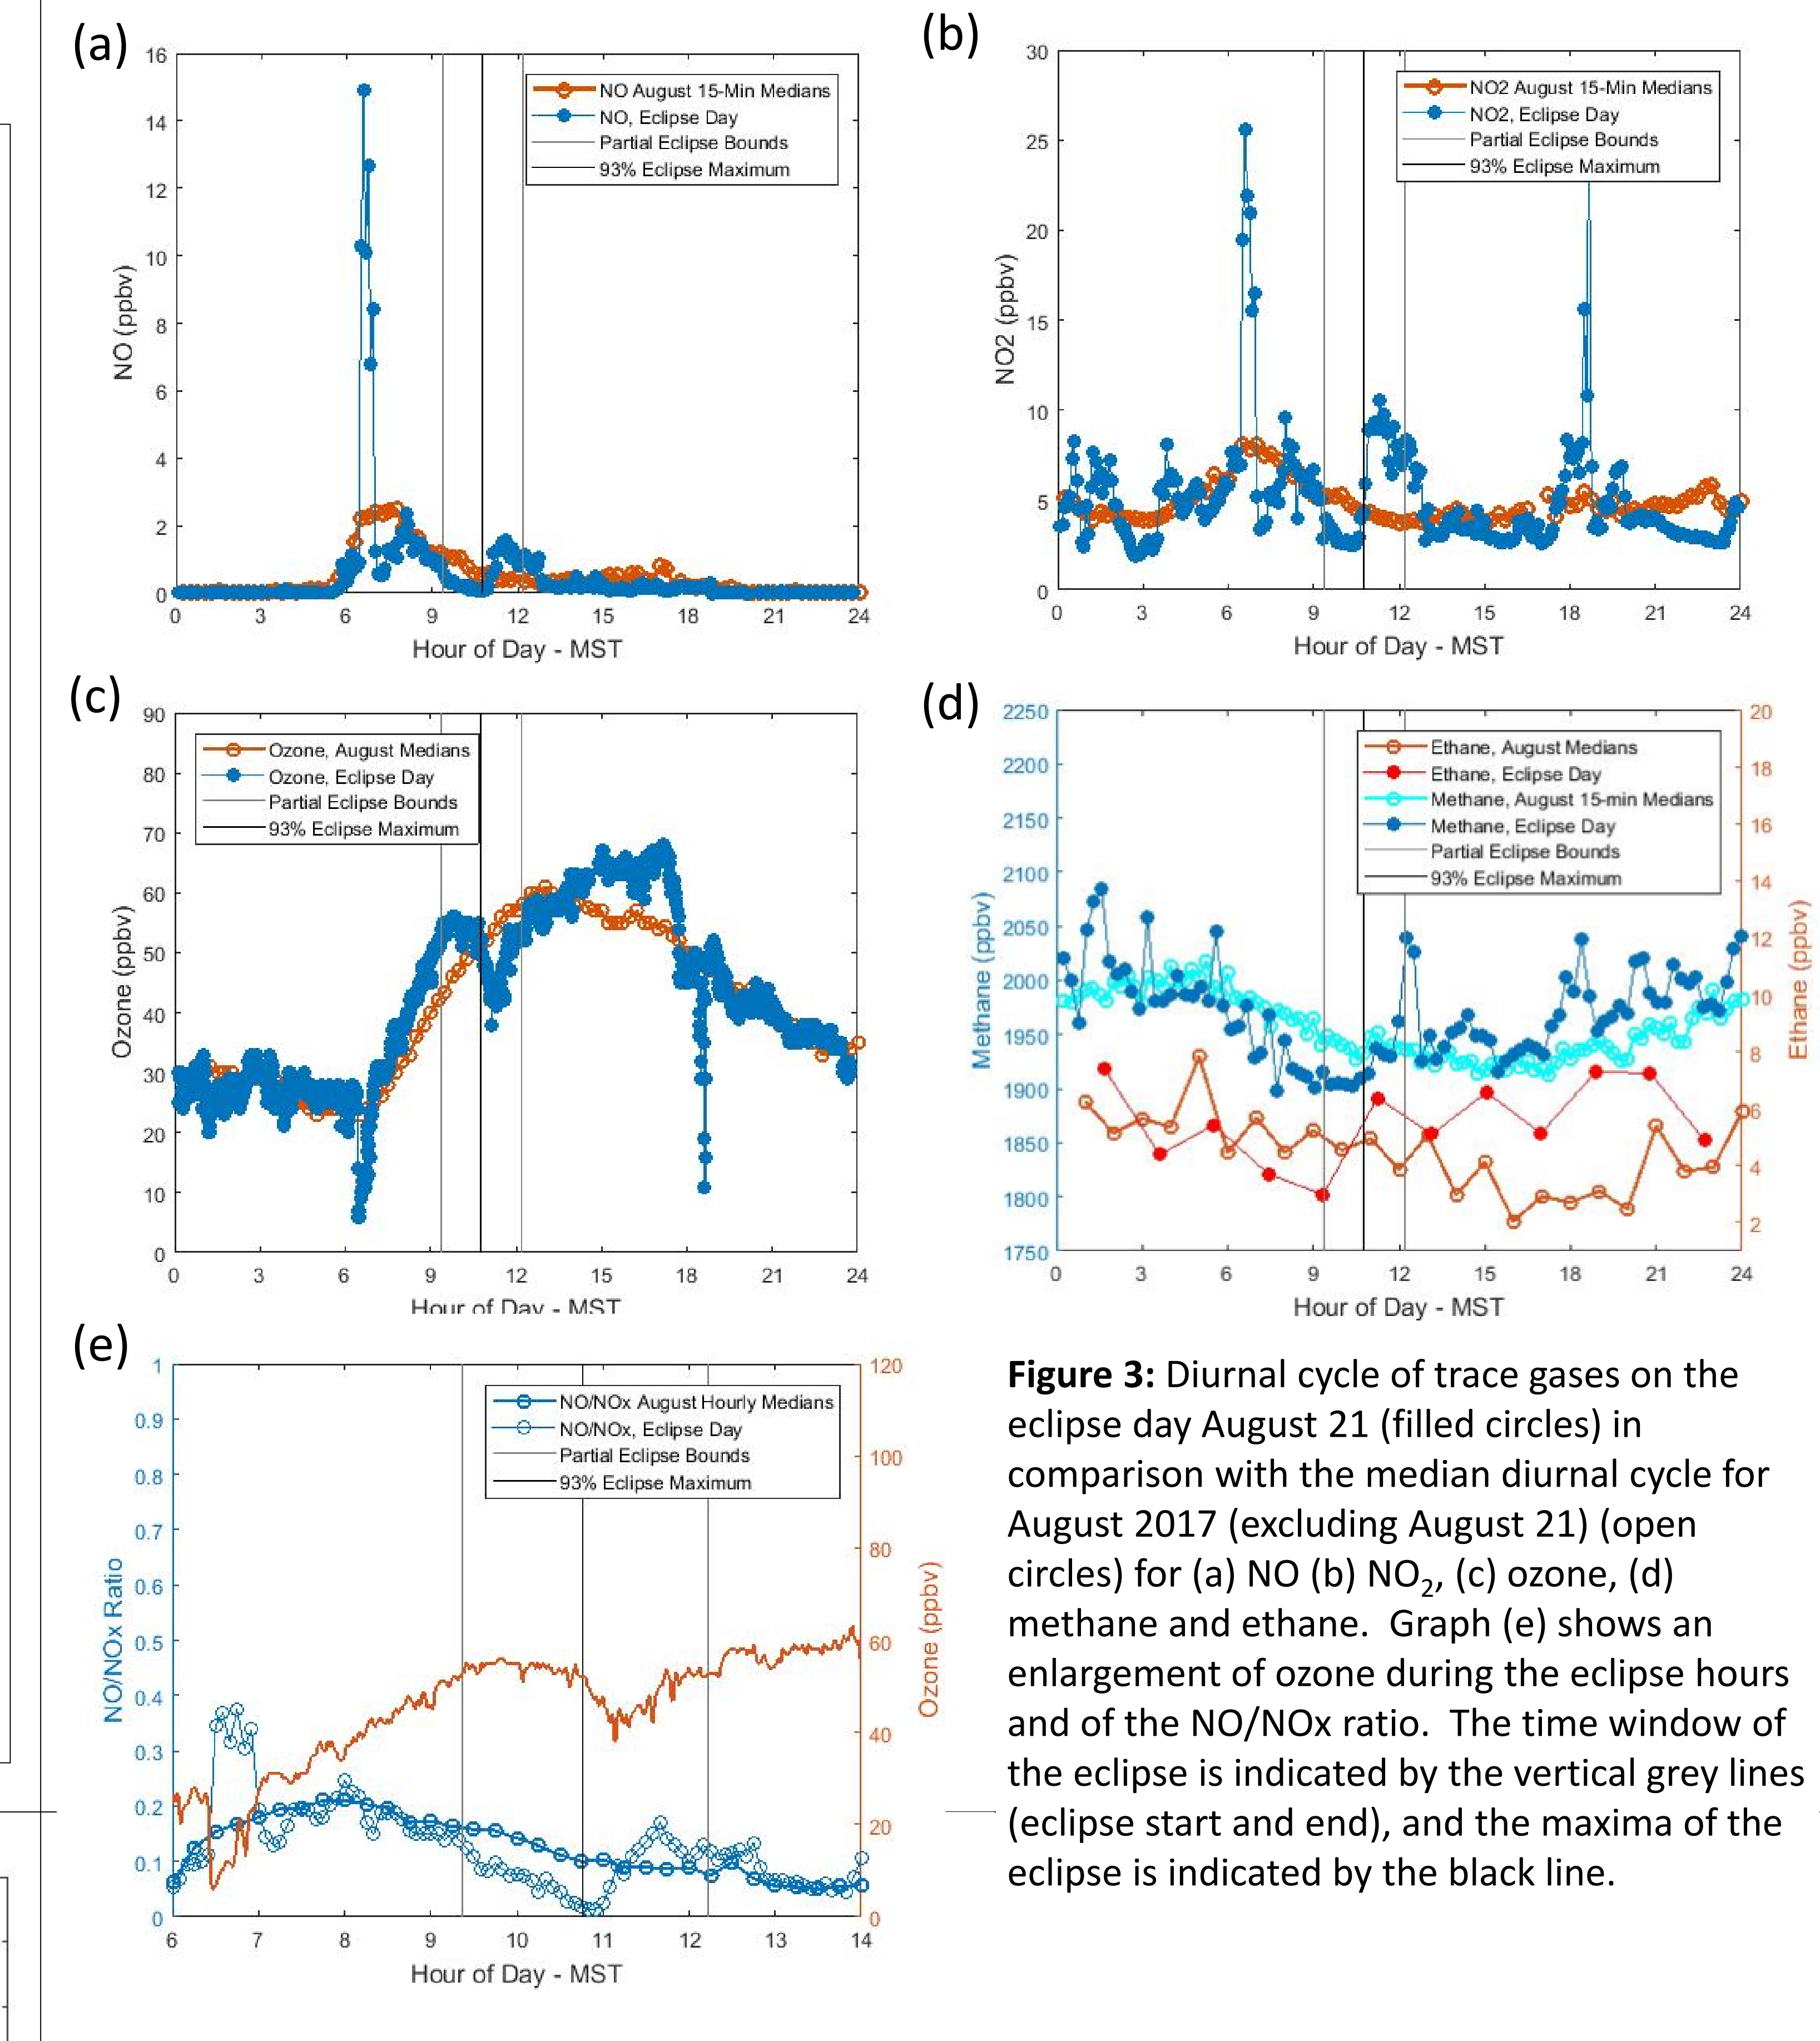 (a)
16
14
12
10
8
6
4
2
0
NO (ppbv)
NO August 15-Min Medians
NO, Eclipse Day
Partial Eclipse Bounds
93% Eclipse Maximum
0 3 6 9 12 15 18 21 24
Hour of Day - MST
(b)
30
25
20
15
10
5
0
NO2 (ppbv)
NO2 August 15-Min Medians
NO2, Eclipse Day
Partial Eclipse Bounds
93% Eclipse Maximum
0 3 6 9 12 15 18 21 24
Hour of Day - MST
(c)
90
80
70
60
50
40
30
20
10
0
Ozone (ppbv)
Ozone, August Medians
Ozone, Eclipse Day
Partial Eclipse Bounds
93% Eclipse Maximum
0 3 6 9 12 15 18 21 24
Hour of Day - MST
(d)
2250
2200
2150
2100
2050
2000
1950
1900
1850
1800
1750
Methane (ppbv)
Ethane, August Medians
Ethane, Eclipse Day
Methane, August 15-min Medians
Methane, Eclipse Day
Partial Eclipse Bounds
93% Eclipse Maximum
20
18
16
14
12
10
8
6
4
2
Ethane (ppbv)
0 3 6 9 12 15 18 21 24
Hour of Day - MST
(e)
1
0.9
0.8
0.7
0.6
0.5
0.4
0.3
0.2
0.1
0
NO/NOx Ratio
NO/NOx August Hourly Medians
NO/NOx, Eclipse Day
Partial Eclipse Bounds
93% Eclipse Maximum
120
100
80
60
40
20
0
Ozone (ppbv)
6 7 8 9 10 11 12 13 14
Hour of Day - MST
Figure 3: Diurnal cycle of trace gases on the
eclipse day August 21 (filled circles) in
comparison with the median diurnal cycle for
August 2017 (excluding August 21) (open
circles) for (a) NO (b) NO₂, (c) ozone, (d)
methane and ethane. Graph (e) shows an
enlargement of ozone during the eclipse hours
and of the NO/NOx ratio. The time window of
the eclipse is indicated by the vertical grey lines
(eclipse start and end), and the maxima of the
eclipse is indicated by the black line.